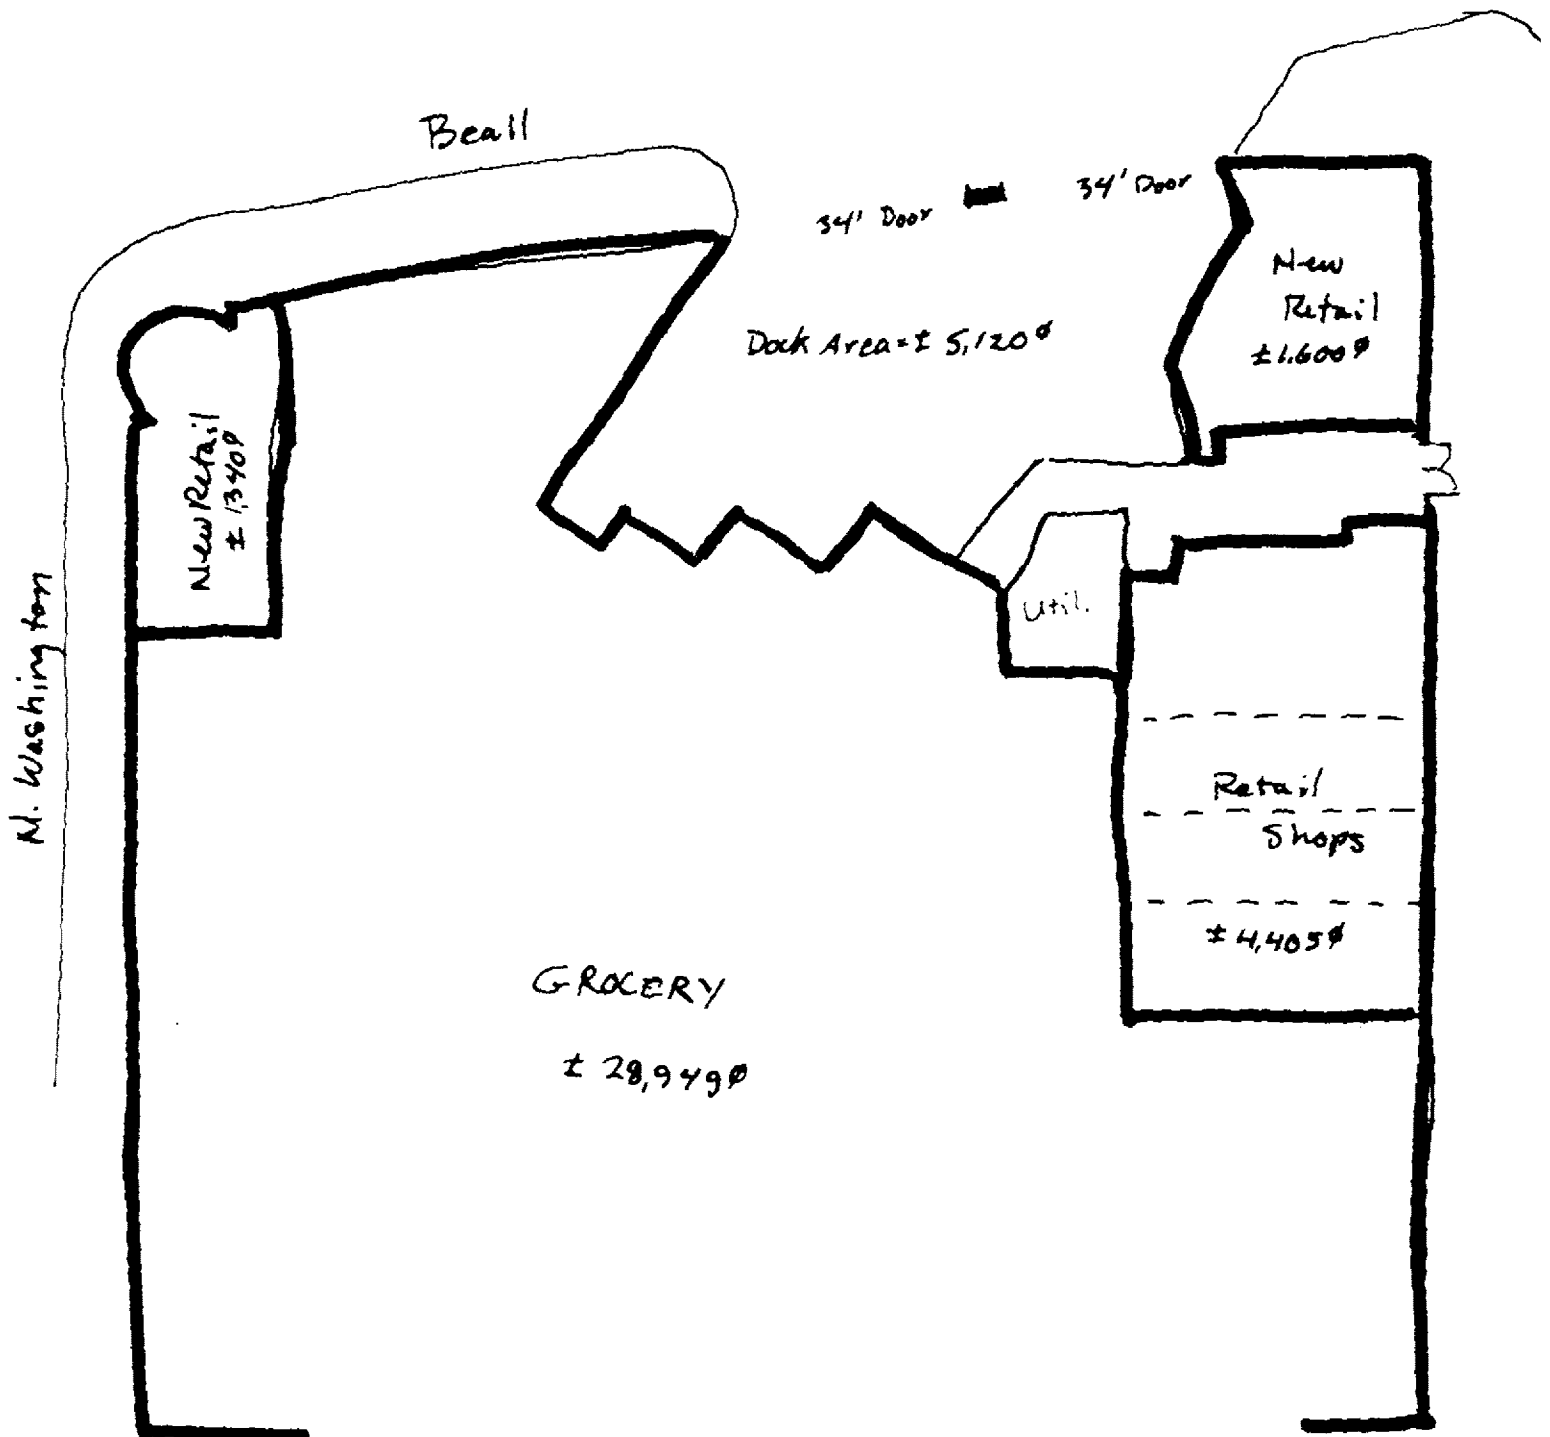 Beall
34' Door
34' Door
New
Retail
±1,600 ⌀
Dock Area = ± 5,120 ⌀
New Retail
± 1,340 ⌀
Util.
N. Washington
Retail
Shops
± 4,405 ⌀
GROCERY
± 28,949 ⌀